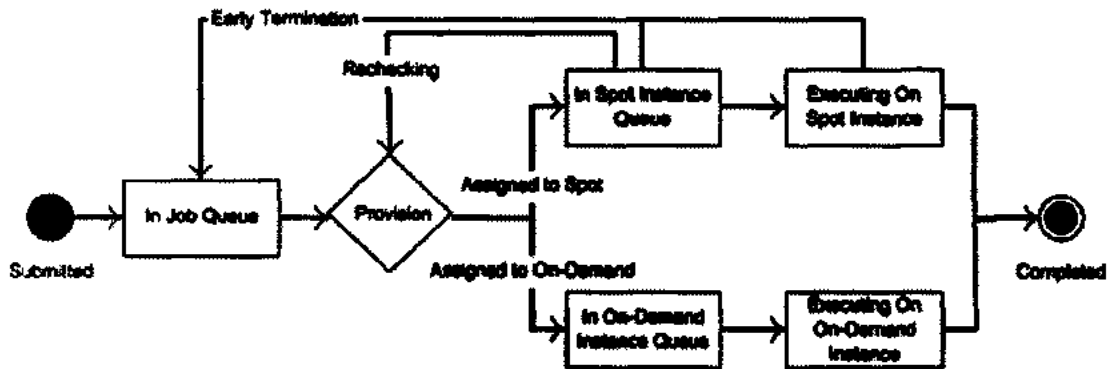 Early Termination
Rechecking
In Spot Instance
Queue
Executing On
Spot Instance
Assigned to Spot
In Job Queue
Provision
Submitted
Assigned to On-Demand
Completed
In On-Demand
Instance Queue
Executing On
On-Demand
Instance